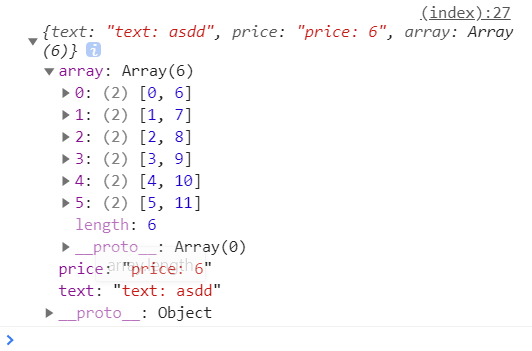 (index):27
{text: "text: asdd", price: "price: 6", array: Array
(6)} i
array: Array(6)
0: (2) [0, 6]
1: (2) [1, 7]
2: (2) [2, 8]
3: (2) [3, 9]
4: (2) [4, 10]
5: (2) [5, 11]
length: 6
__proto__: Array(0)
array.length
price: "price: 6"
text: "text: asdd"
__proto__: Object